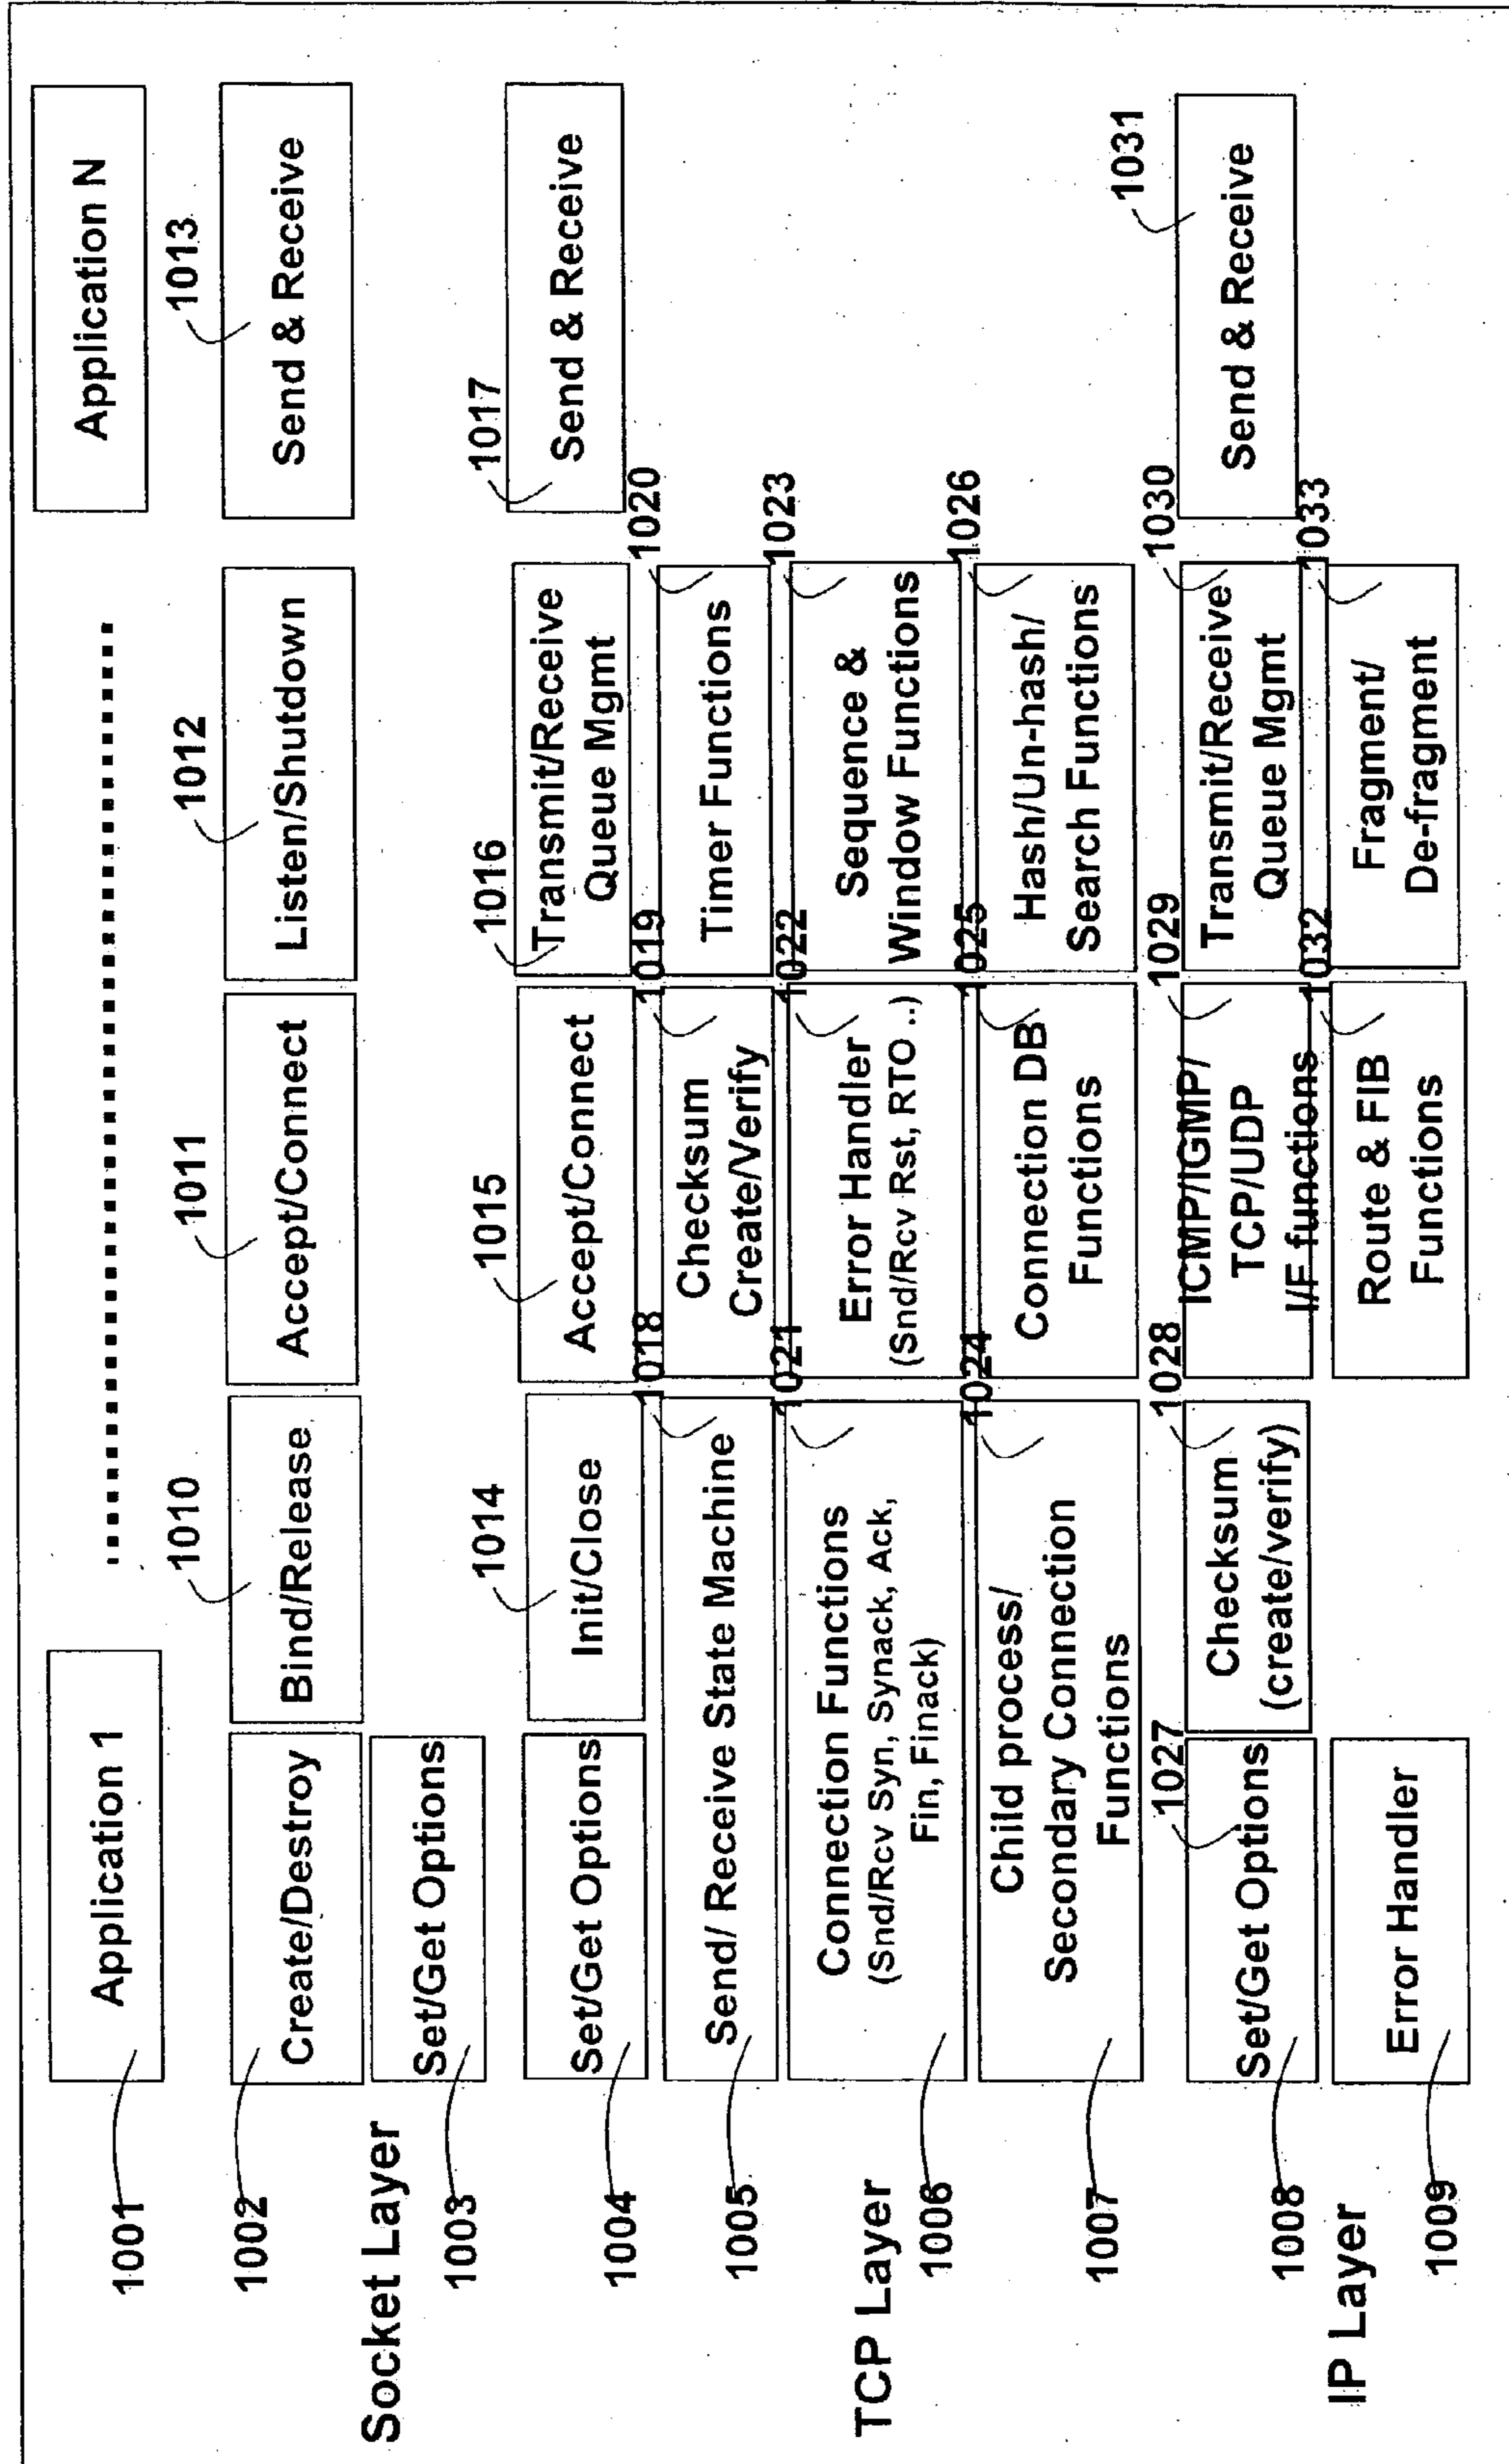 Application 1
Application N
1001
1010
1011
1012
1013
Create/Destroy
Bind/Release
Accept/Connect
Listen/Shutdown
Send & Receive
1002
Socket Layer
Set/Get Options
1003
1014
1015
1016
1017
Set/Get Options
Init/Close
Accept/Connect
Transmit/Receive
Queue Mgmt
Send & Receive
1004
1018
1019
1020
Send/ Receive State Machine
Checksum
Create/Verify
Timer Functions
1005
1021
1022
1023
TCP Layer
Connection Functions
(Snd/Rcv Syn, Synack, Ack,
Fin, Finack)
Error Handler
(Snd/Rcv Rst, RTO ..)
Sequence &
Window Functions
1006
1024
1025
1026
Child process/
Secondary Connection
Functions
Connection DB
Functions
Hash/Un-hash/
Search Functions
1007
1027
1028
1029
1030
1031
Set/Get Options
Checksum
(create/verify)
ICMP/IGMP/
TCP/UDP
I/F functions
Transmit/Receive
Queue Mgmt
Send & Receive
1008
1032
1033
IP Layer
Error Handler
Route & FIB
Functions
Fragment/
De-fragment
1009